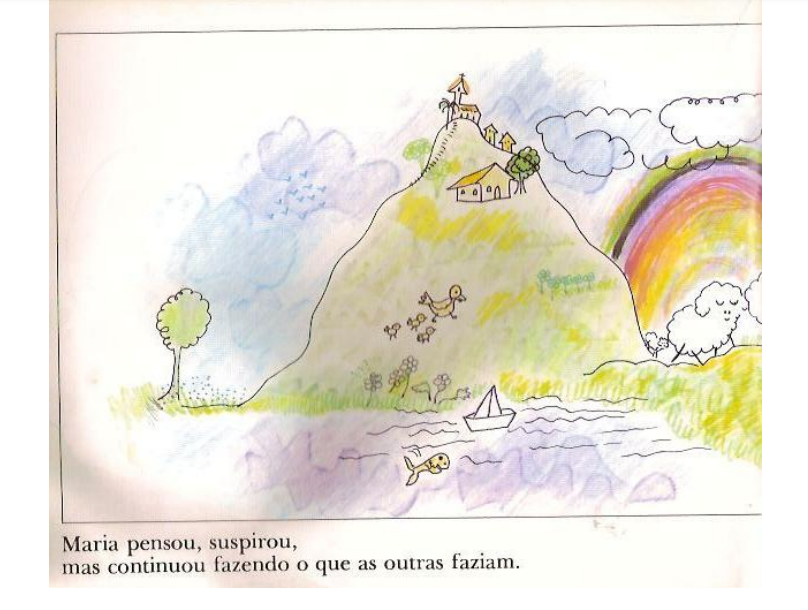 Maria pensou, suspirou,
mas continuou fazendo o que as outras faziam.